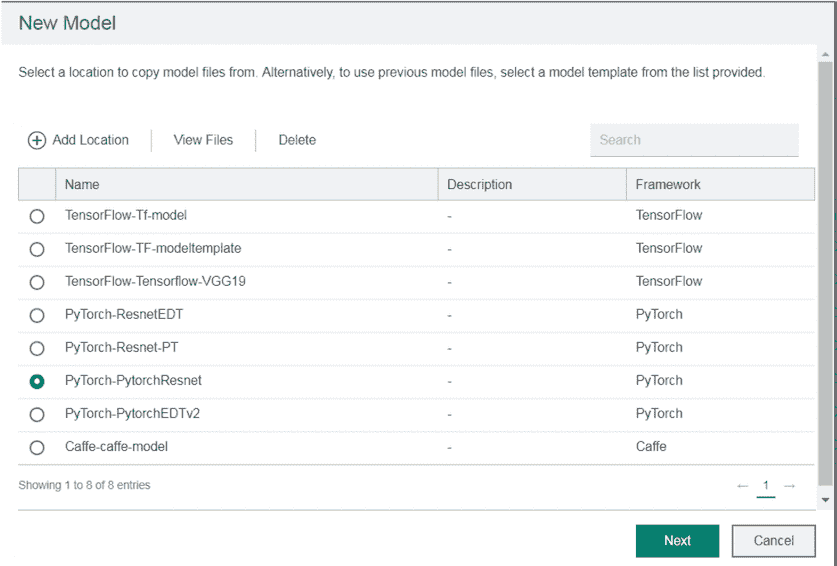 New Model
Select a location to copy model files from. Alternatively, to use previous model files, select a model template from the list provided.
Add Location View Files Delete Search
Name Description Framework
TensorFlow-Tf-model - TensorFlow
TensorFlow-TF-modeltemplate - TensorFlow
TensorFlow-Tensorflow-VGG19 - TensorFlow
PyTorch-ResnetEDT - PyTorch
PyTorch-Resnet-PT - PyTorch
PyTorch-PytorchResnet - PyTorch
PyTorch-PytorchEDTv2 - PyTorch
Caffe-caffe-model - Caffe
Showing 1 to 8 of 8 entries ← 1 →
Next Cancel